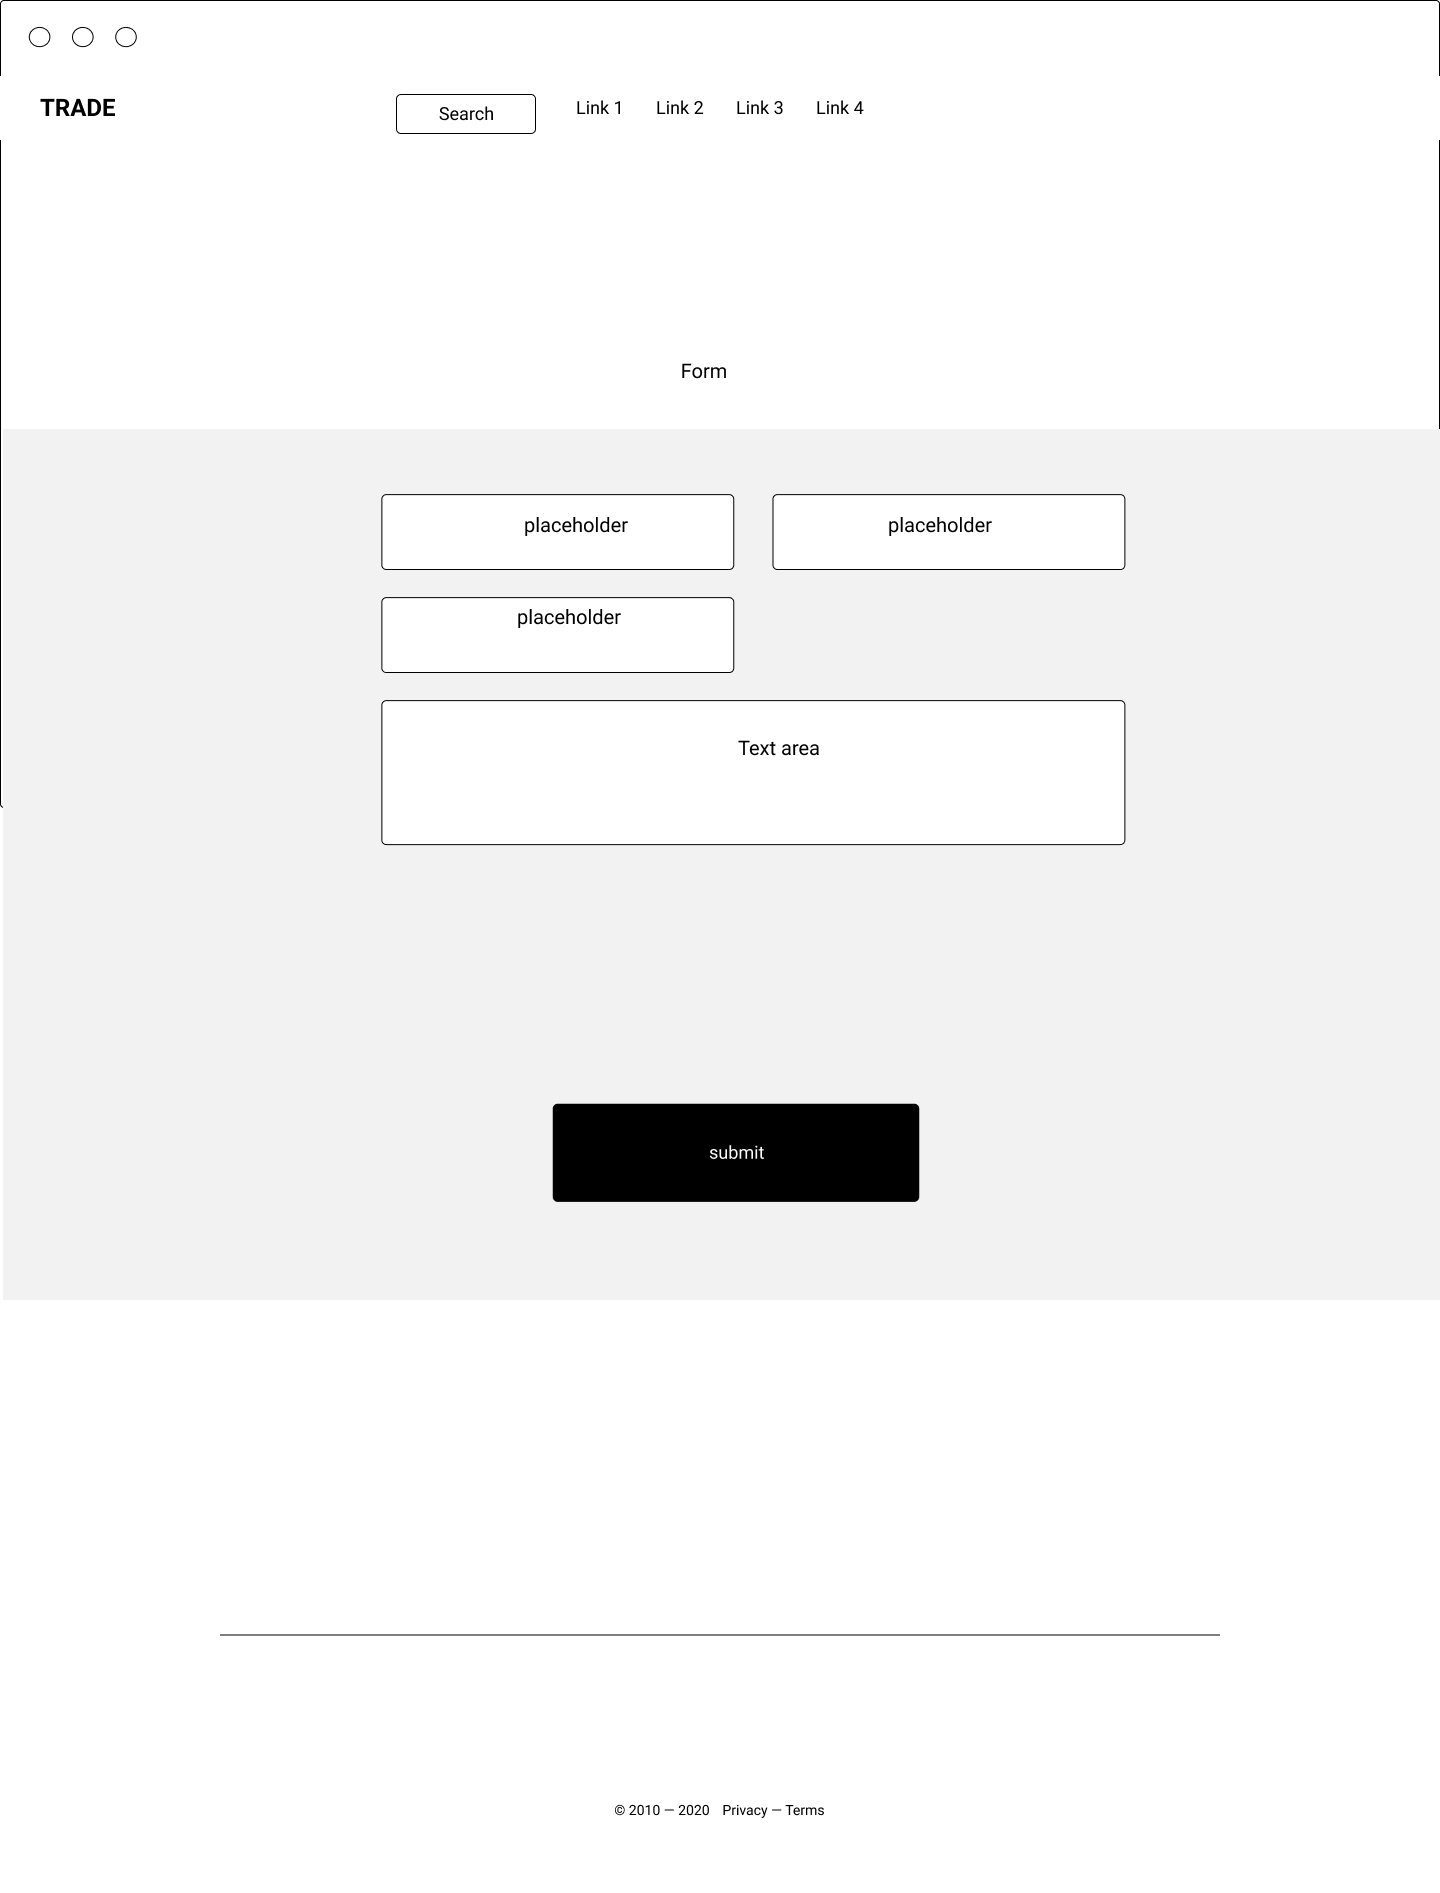 TRADE
Search Link 1 Link 2 Link 3 Link 4
Form
placeholder placeholder
placeholder
Text area
submit
© 2010 — 2020 Privacy — Terms